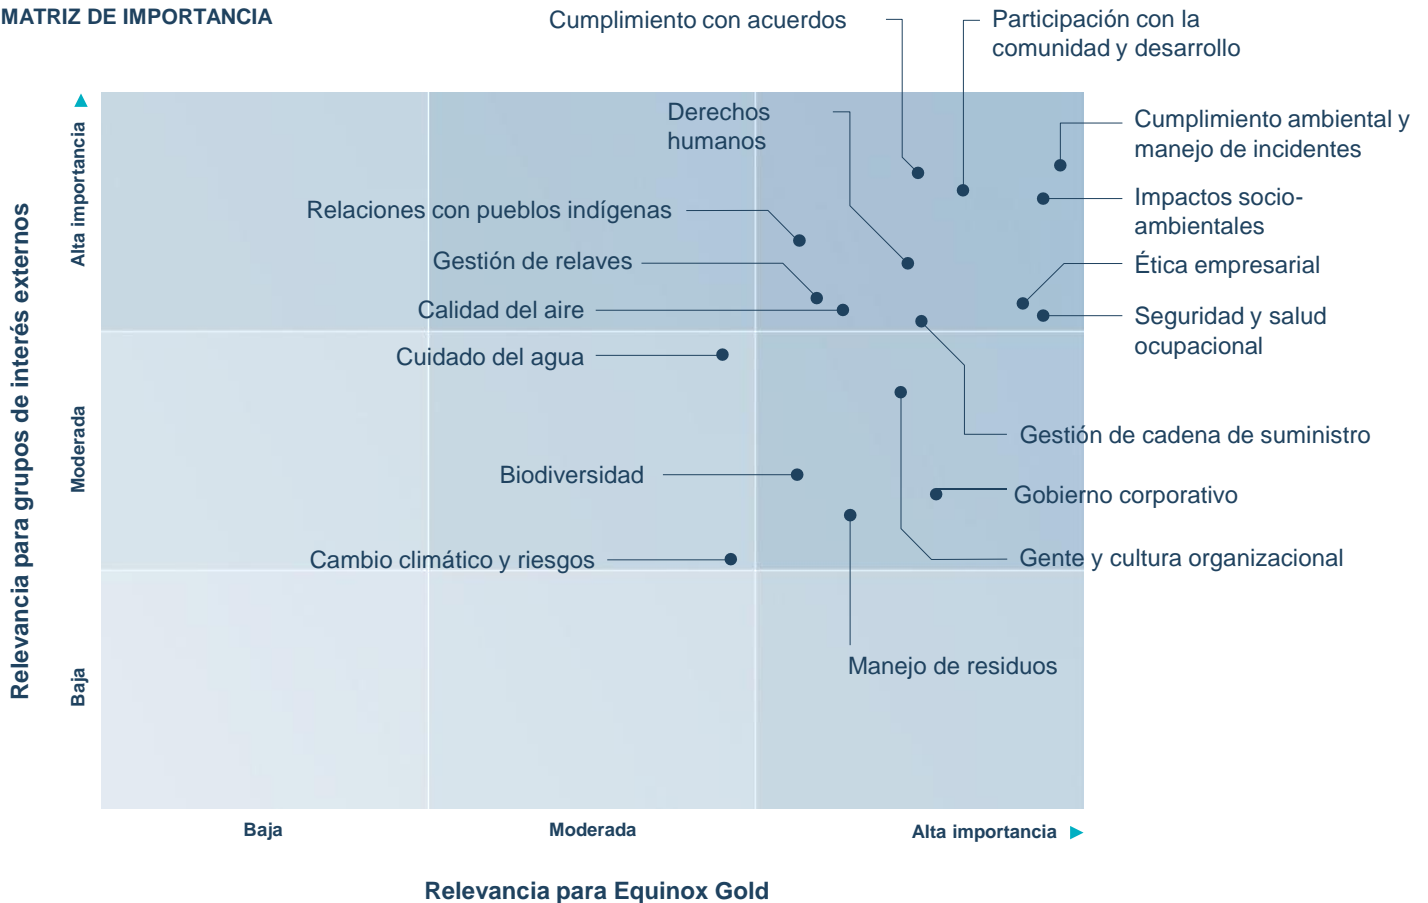 MATRIZ DE IMPORTANCIA
Cumplimiento con acuerdos
Participación con la
comunidad y desarrollo
Derechos
humanos
Cumplimiento ambiental y
manejo de incidentes
Relaciones con pueblos indígenas
Impactos socio-
ambientales
Gestión de relaves
Ética empresarial
Calidad del aire
Seguridad y salud
ocupacional
Cuidado del agua
Gestión de cadena de suministro
Biodiversidad
Gobierno corporativo
Cambio climático y riesgos
Gente y cultura organizacional
Manejo de residuos
Relevancia para grupos de interés externos
Alta importancia
Moderada
Baja
Baja
Moderada
Alta importancia
Relevancia para Equinox Gold